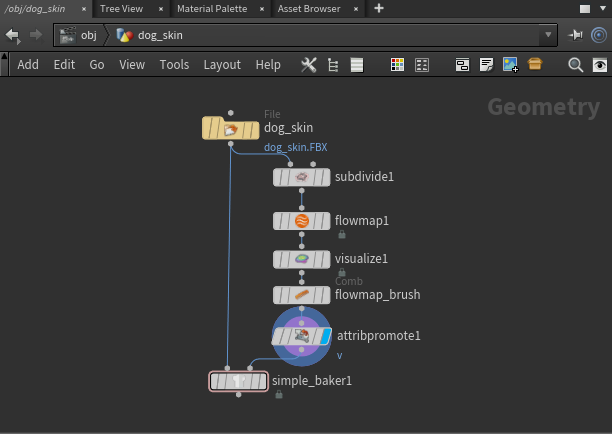 /obj/dog_skin
Tree View
Material Palette
Asset Browser
obj
dog_skin
Add Edit Go View Tools Layout Help
Geometry
File
dog_skin
dog_skin.FBX
subdivide1
flowmap1
visualize1
Comb
flowmap_brush
attribpromote1
v
simple_baker1